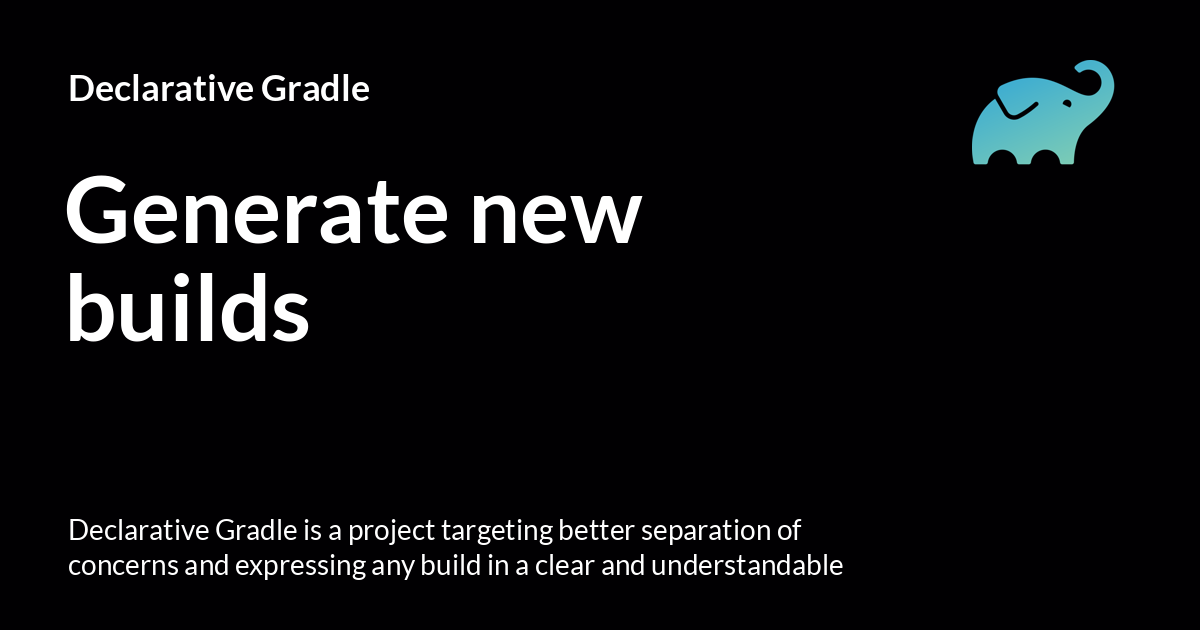 Declarative Gradle
Generate new
builds
Declarative Gradle is a project targeting better separation of
concerns and expressing any build in a clear and understandable